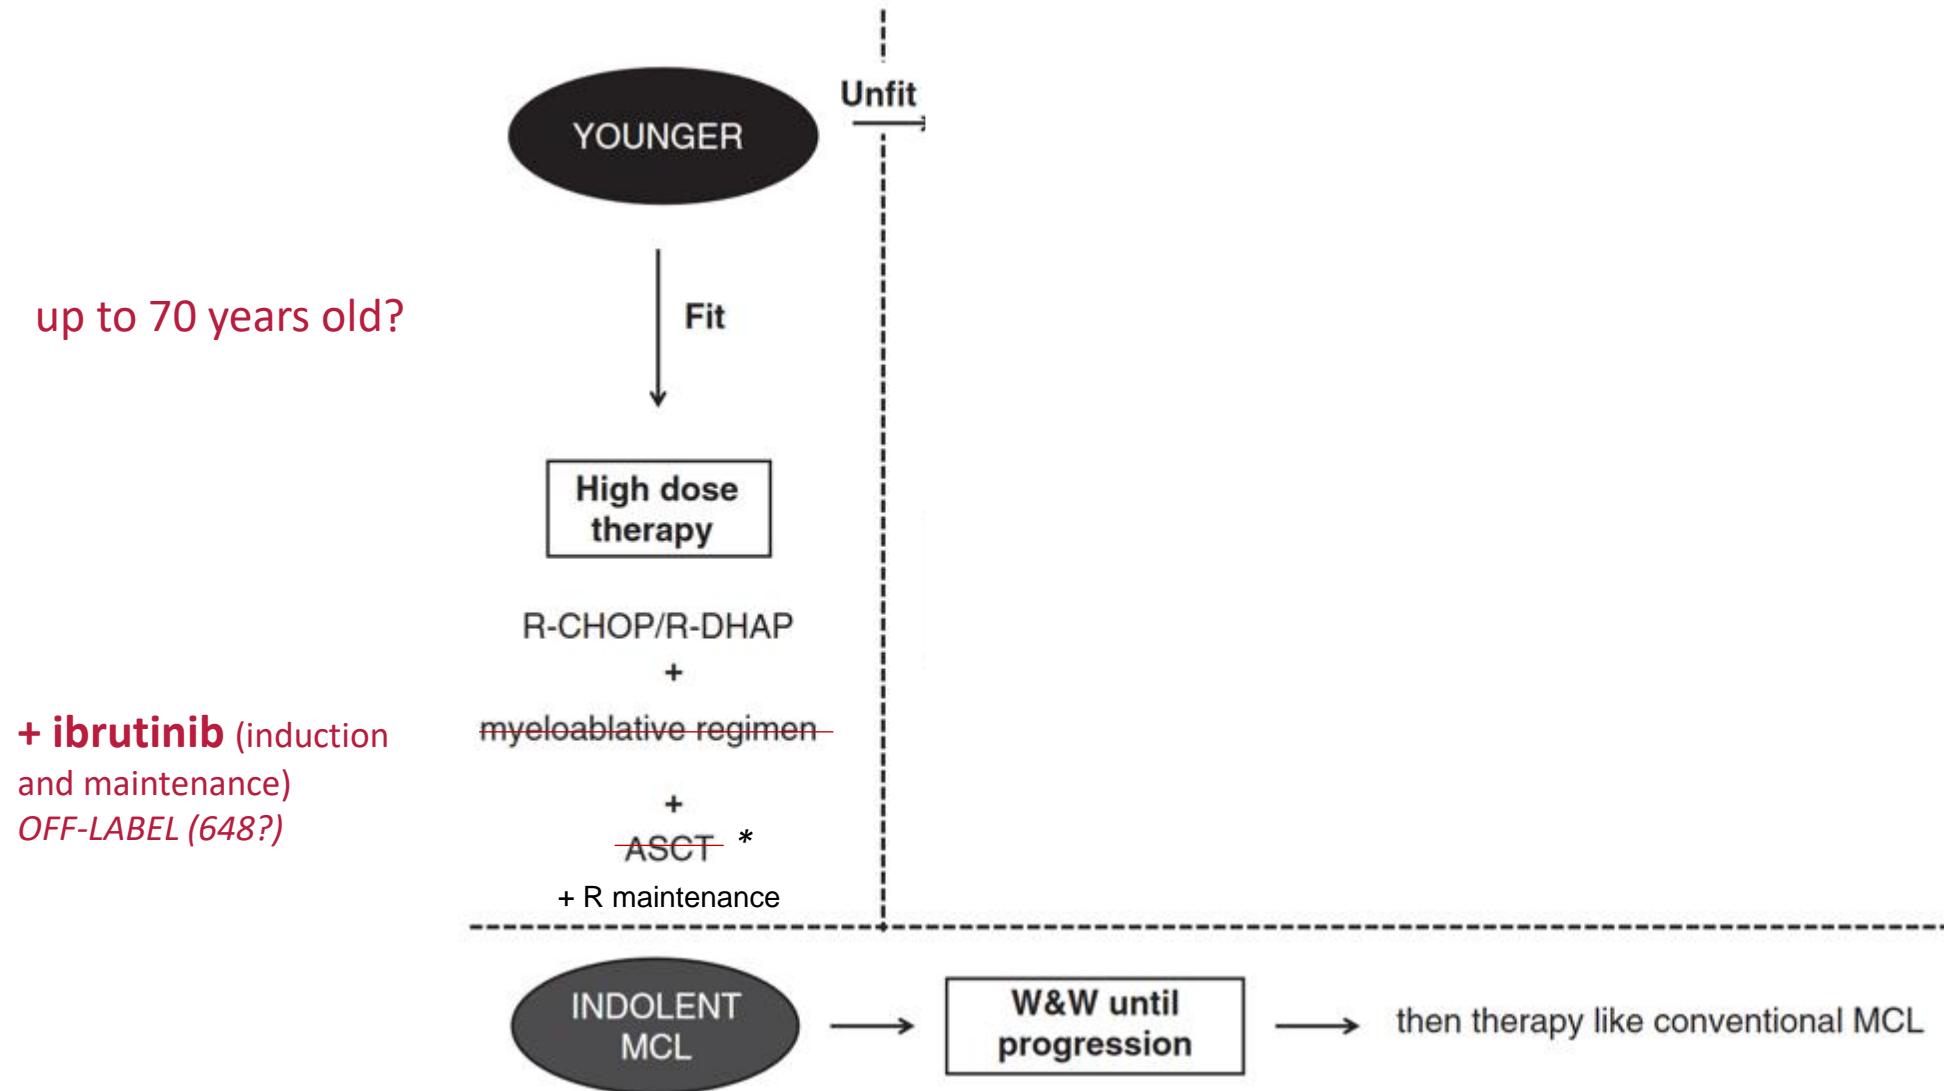 YOUNGER
Unfit
up to 70 years old?
Fit
High dose
therapy
R-CHOP/R-DHAP
+
myeloablative regimen
+
ASCT *
+ R maintenance
+ ibrutinib (induction
and maintenance)
OFF-LABEL (648?)
INDOLENT
MCL
W&W until
progression
then therapy like conventional MCL